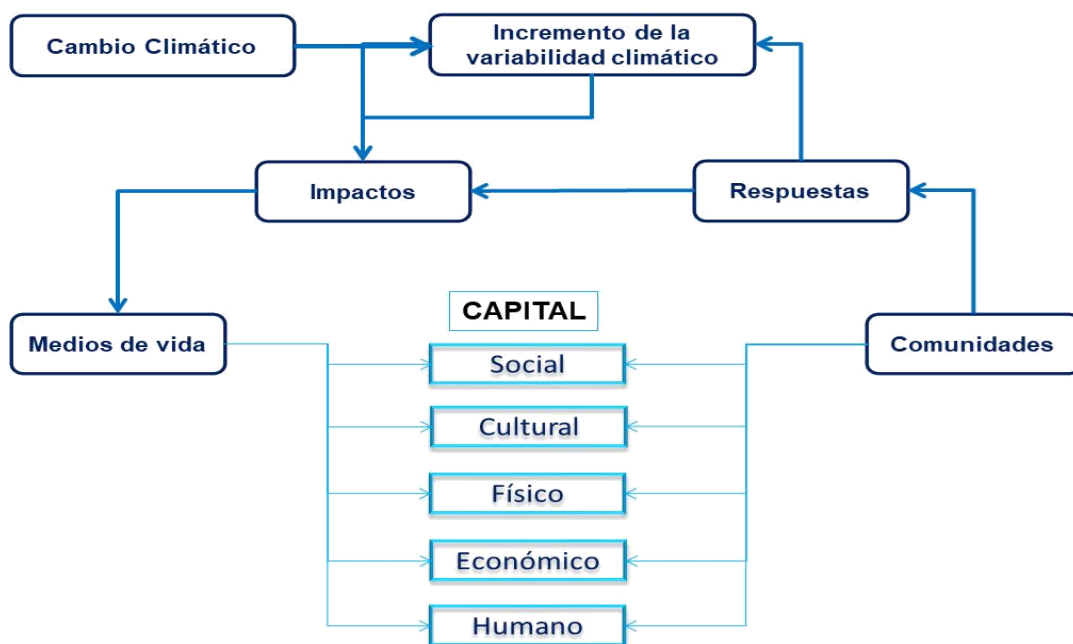 Cambio Climático
Incremento de la
variabilidad climático
Impactos
Respuestas
CAPITAL
Medios de vida
Social
Comunidades
Cultural
Físico
Económico
Humano